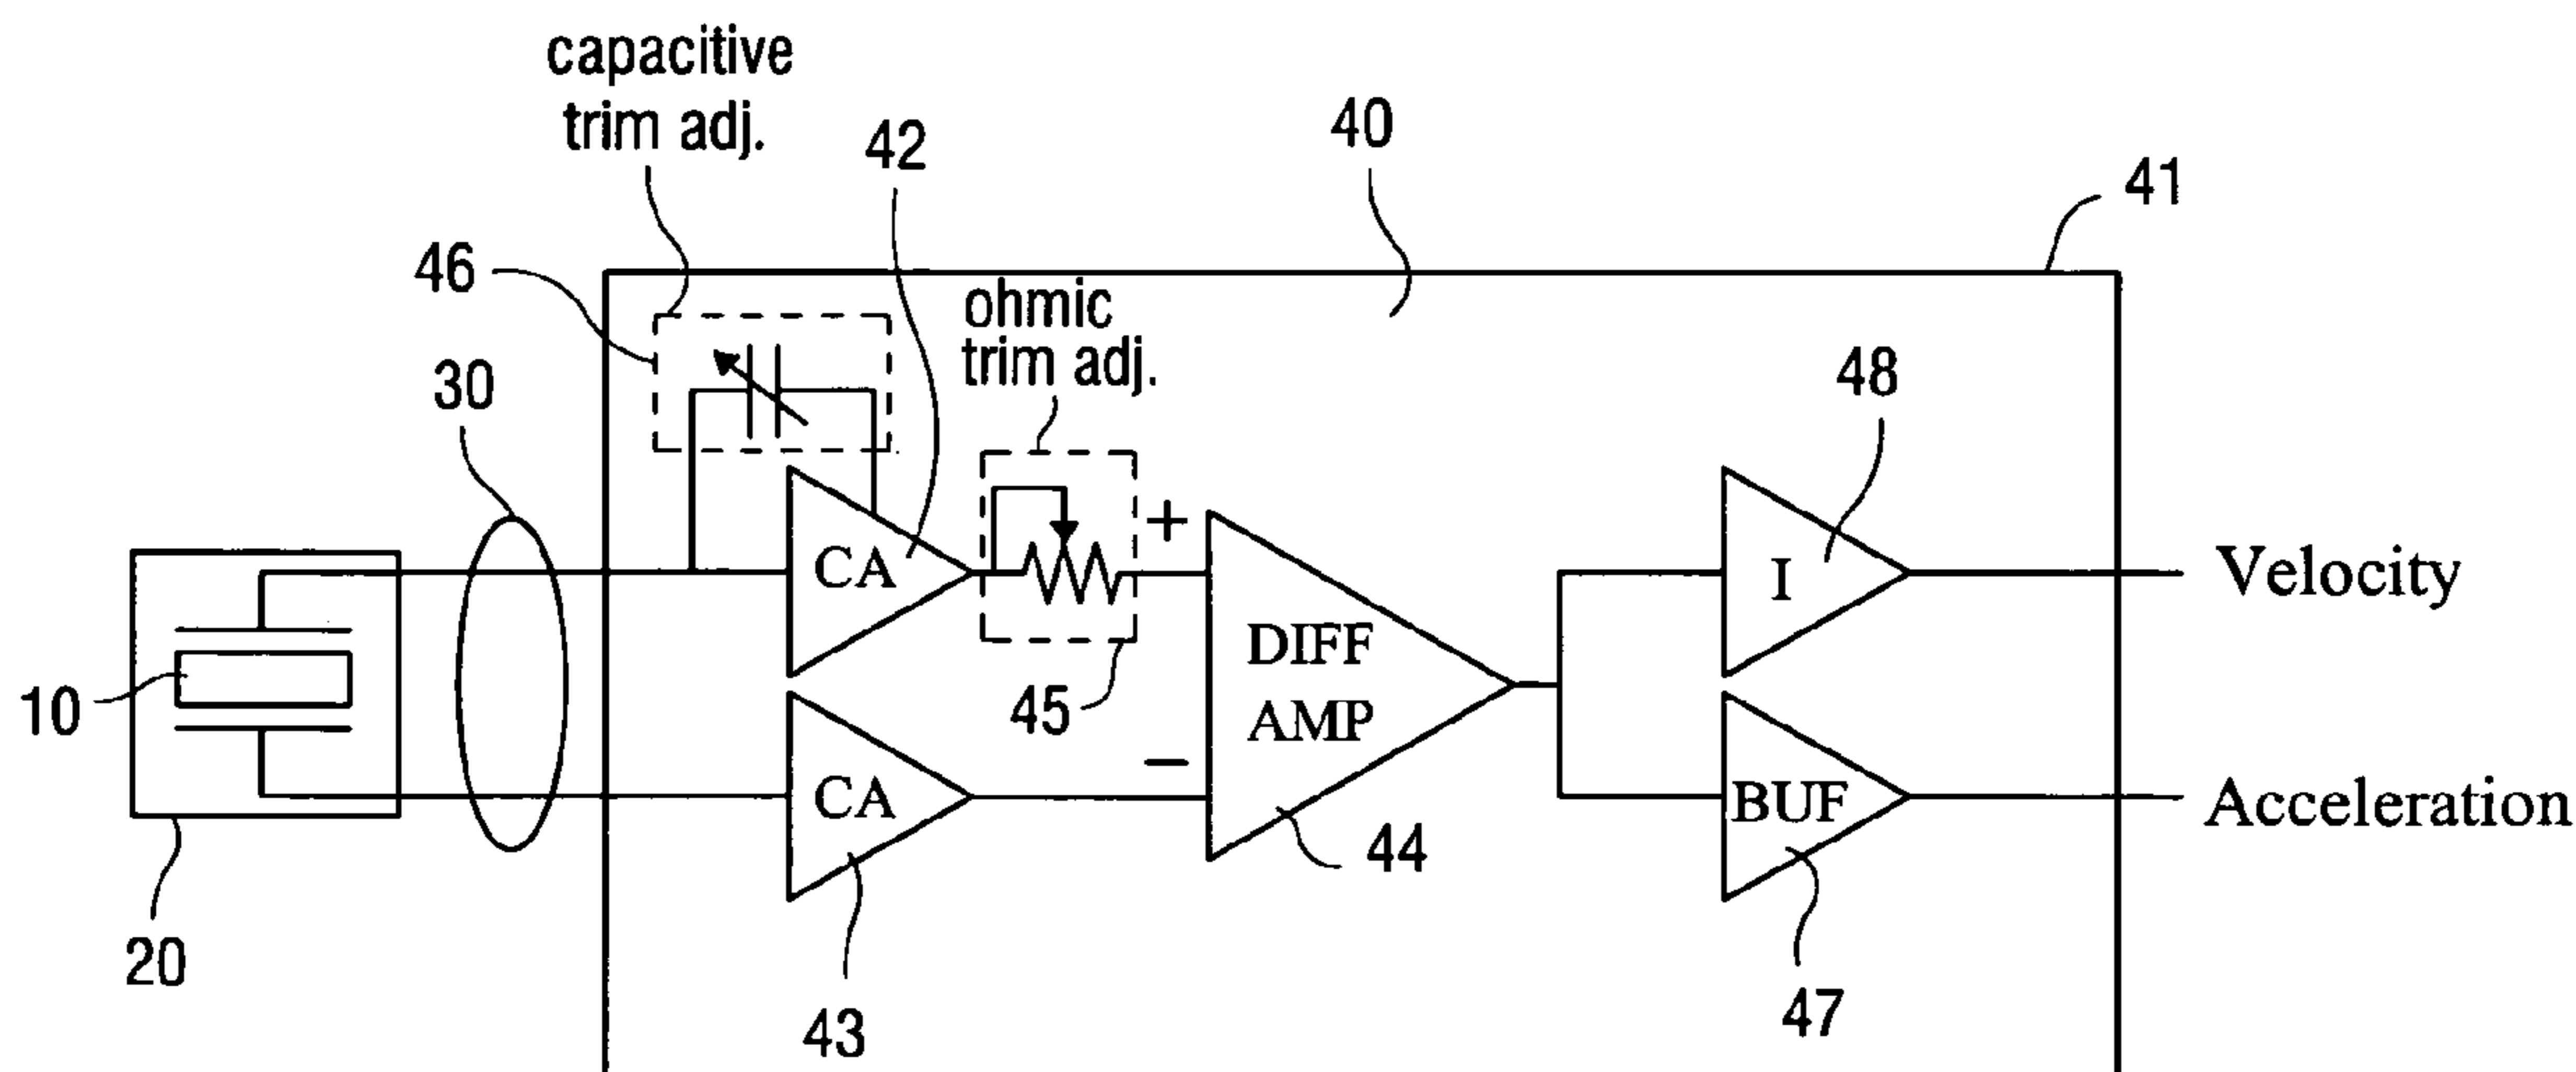 capacitive
trim adj.
42
40
41
46
ohmic
trim adj.
30
48
+
CA
I
Velocity
DIFF
AMP
10
45
−
CA
BUF
Acceleration
44
20
43
47